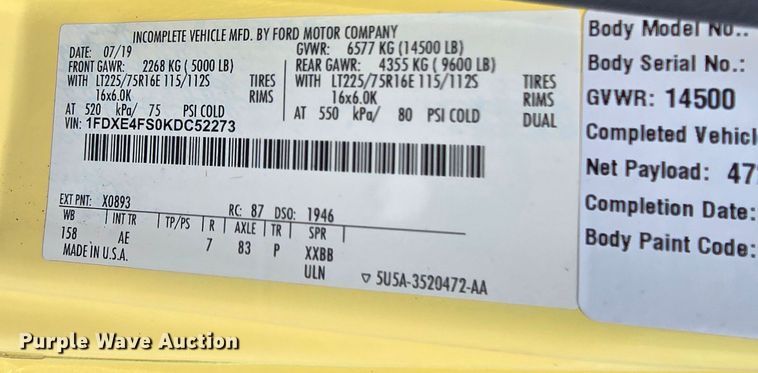 INCOMPLETE VEHICLE MFD. BY FORD MOTOR COMPANY
DATE: 07/19 GVWR: 6577 KG (14500 LB)
FRONT GAWR: 2268 KG (5000 LB) REAR GAWR: 4355 KG (9600 LB)
WITH LT225/75R16E 115/112S TIRES WITH LT225/75R16E 115/112S TIRES
16x6.0K RIMS 16x6.0K RIMS
AT 520 kPa/ 75 PSI COLD AT 550 kPa/ 80 PSI COLD DUAL
VIN: 1FDXE4FS0KDC52273
EXT PNT: X0893 RC: 87 DSO: 1946
WB INT TR TP/PS R AXLE TR SPR
158 AE 7 83 P XXBB
MADE IN U.S.A. ULN
5U5A-3520472-AA
Body Model No.:
Body Serial No.:
GVWR: 14500
Completed Vehicl
Net Payload: 47
Completion Date:
Body Paint Code:
Purple Wave Auction